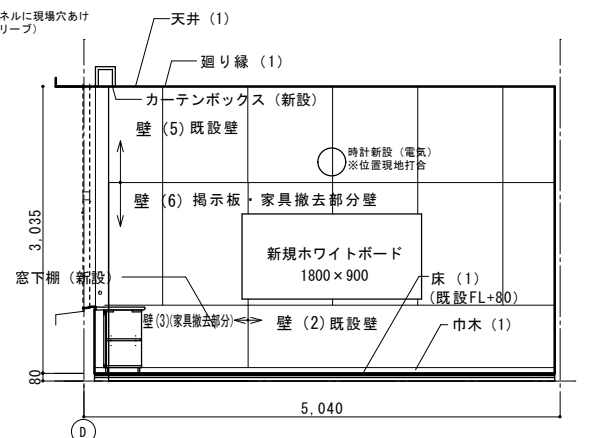 ネルに現場穴あけ
リーブ)
天井 (1)
廻り縁 (1)
カーテンボックス (新設)
壁 (5) 既設壁
時計新設 (電気)
※位置現地打合
壁 (6) 掲示板・家具撤去部分壁
3,035
新規ホワイトボード
1800×900
窓下棚 (新設)
床 (1)
(既設FL+80)
壁(3)(家具撤去部分)
壁 (2) 既設壁
巾木 (1)
80
5,040
D